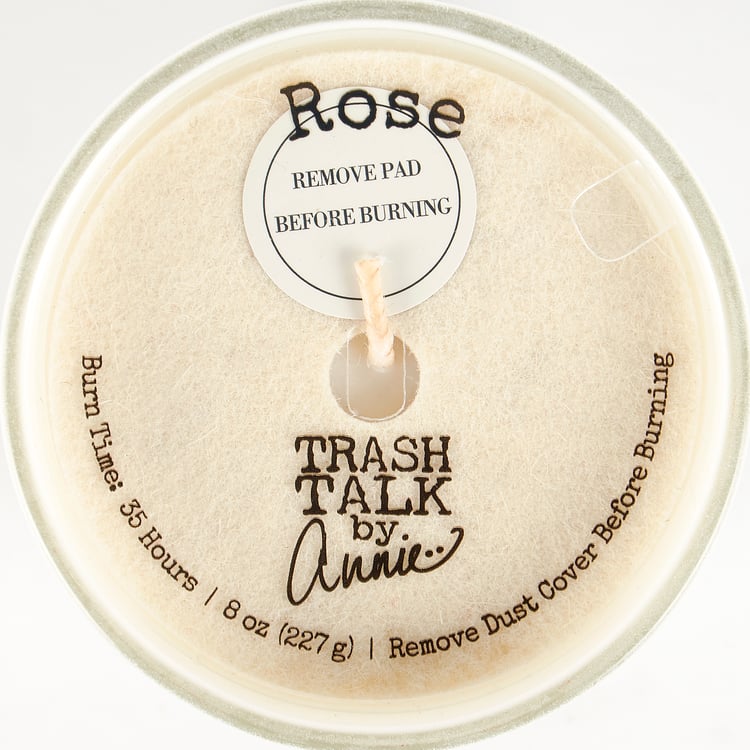 Rose
REMOVE PAD
BEFORE BURNING
TRASH
TALK
by
Annie..
Burn Time: 35 Hours | 8 oz (227g) | Remove Dust Cover Before Burning